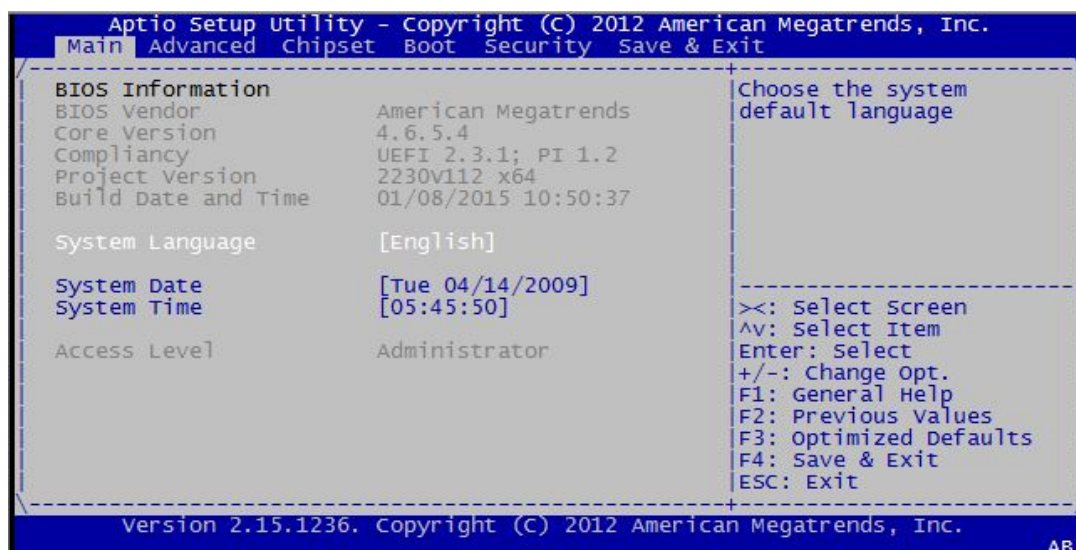 Aptio Setup Utility - Copyright (C) 2012 American Megatrends, Inc.
Main Advanced Chipset Boot Security Save & Exit
BIOS Information
BIOS Vendor American Megatrends
Core Version 4.6.5.4
Compliancy UEFI 2.3.1; PI 1.2
Project Version 2230V112 x64
Build Date and Time 01/08/2015 10:50:37
System Language [English]
System Date [Tue 04/14/2009]
System Time [05:45:50]
Access Level Administrator
Choose the system
default language
><: Select Screen
^v: Select Item
Enter: Select
+/-: Change Opt.
F1: General Help
F2: Previous Values
F3: Optimized Defaults
F4: Save & Exit
ESC: Exit
Version 2.15.1236. Copyright (C) 2012 American Megatrends, Inc.
AB